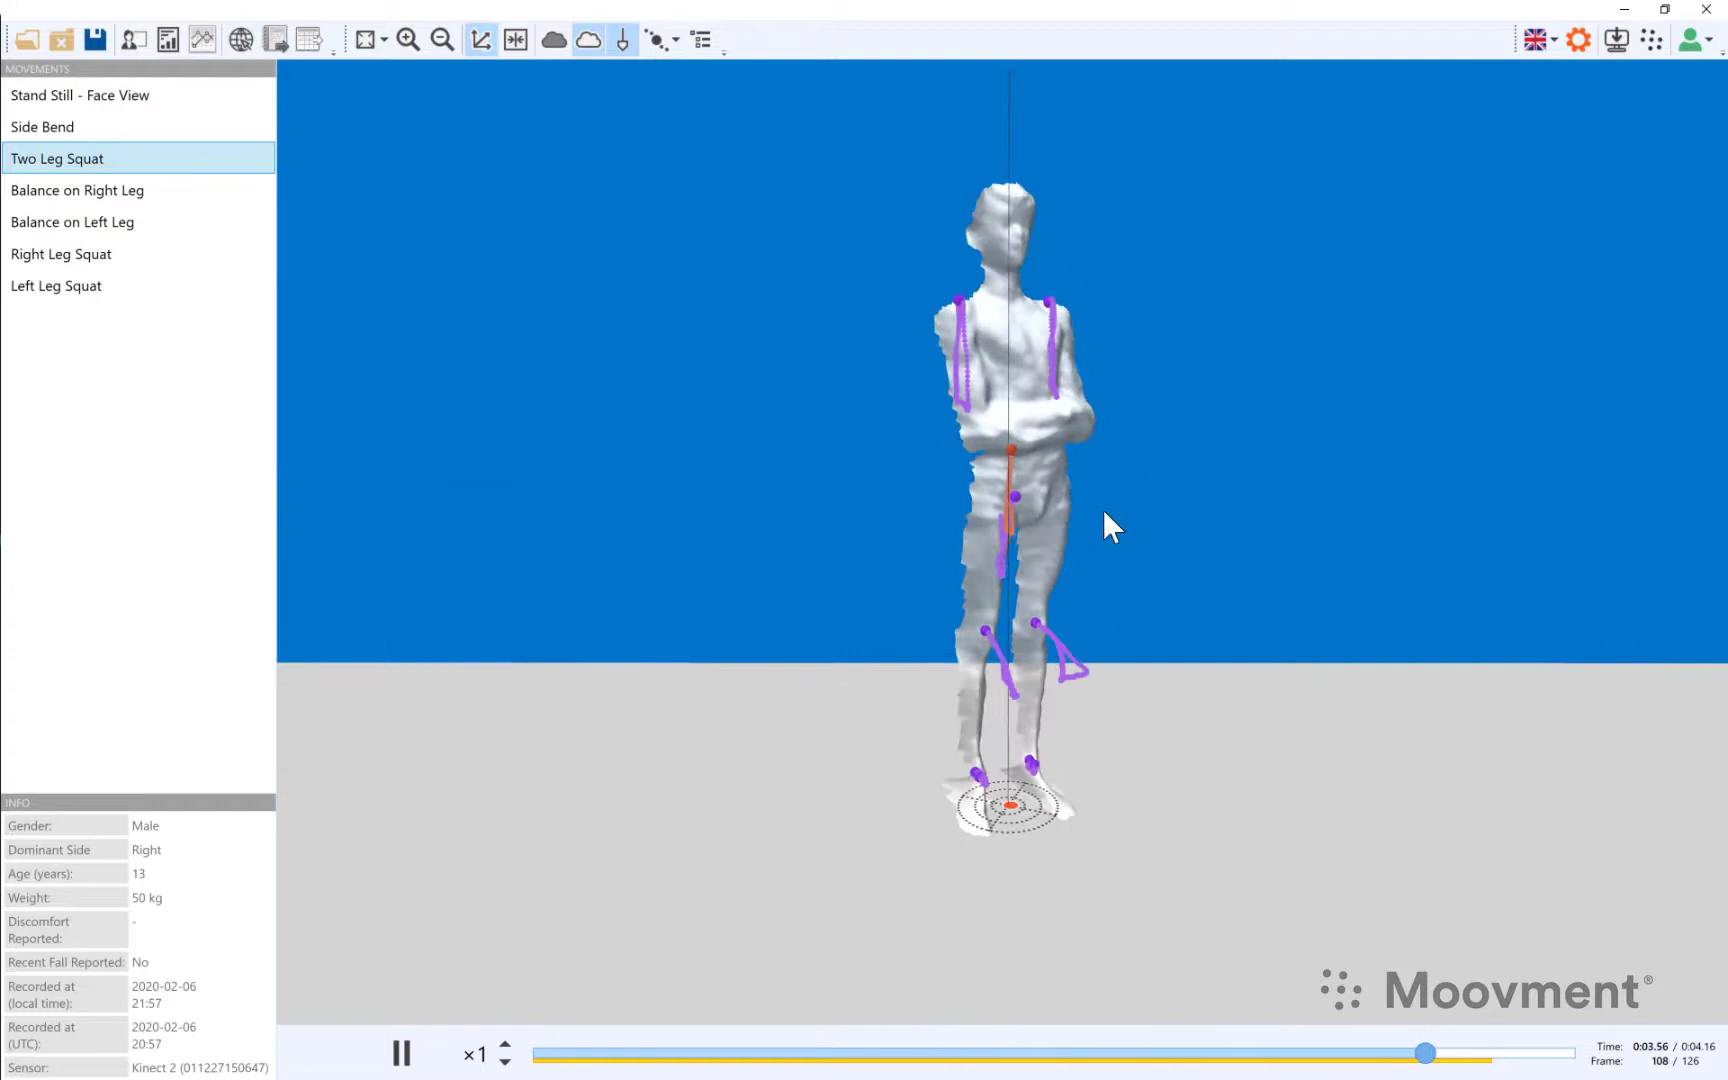 MOVEMENTS
Stand Still - Face View
Side Bend
Two Leg Squat
Balance on Right Leg
Balance on Left Leg
Right Leg Squat
Left Leg Squat
INFO
Gender: Male
Dominant Side Right
Age (years): 13
Weight: 50 kg
Discomfort -
Reported:
Recent Fall Reported: No
Recorded at 2020-02-06
(local time): 21:57
Recorded at 2020-02-06
(UTC): 20:57
Sensor: Kinect 2 (011227150647)
Moovment®
×1
Time: 0:03.56 / 0:04.16
Frame: 108 / 126